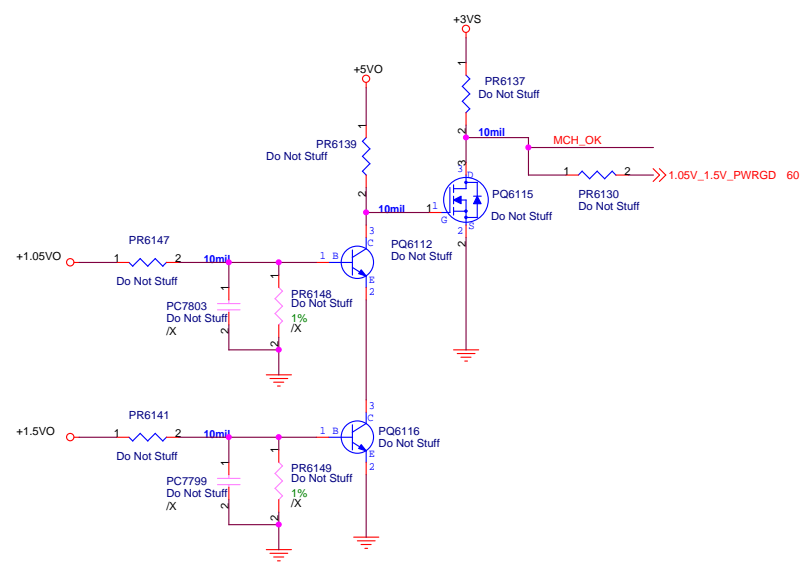 +3VS
1
PR6137
Do Not Stuff
2
10mil
MCH_OK
1
2
1.05V_1.5V_PWRGD 60
PR6130
Do Not Stuff
+5VO
1
PR6139
Do Not Stuff
2
10mil
1
1
G
3
3
D
PQ6115
Do Not Stuff
S
2
2
3
C
PQ6112
Do Not Stuff
PR6147
+1.05VO
1
2
10mil
1
B
E
2
Do Not Stuff
1
1
PC7803
Do Not Stuff
/X
2
PR6148
Do Not Stuff
1%
/X
2
3
C
PR6141
+1.5VO
1
2
10mil
1
B
E
2
PQ6116
Do Not Stuff
Do Not Stuff
1
1
PC7799
Do Not Stuff
/X
2
PR6149
Do Not Stuff
1%
/X
2